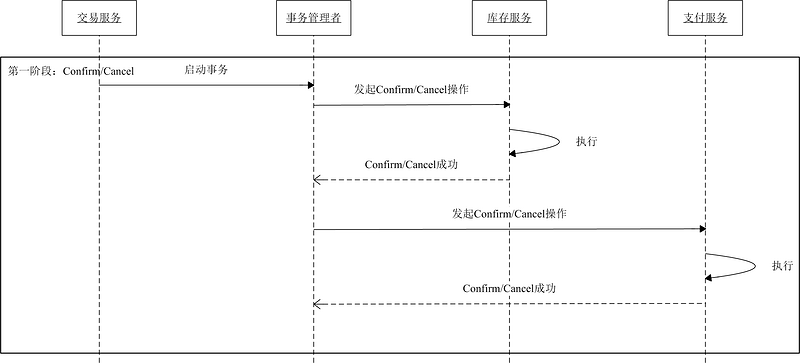 交易服务
事务管理者
库存服务
支付服务
第一阶段：Confirm/Cancel
启动事务
发起Confirm/Cancel操作
执行
Confirm/Cancel成功
发起Confirm/Cancel操作
执行
Confirm/Cancel成功